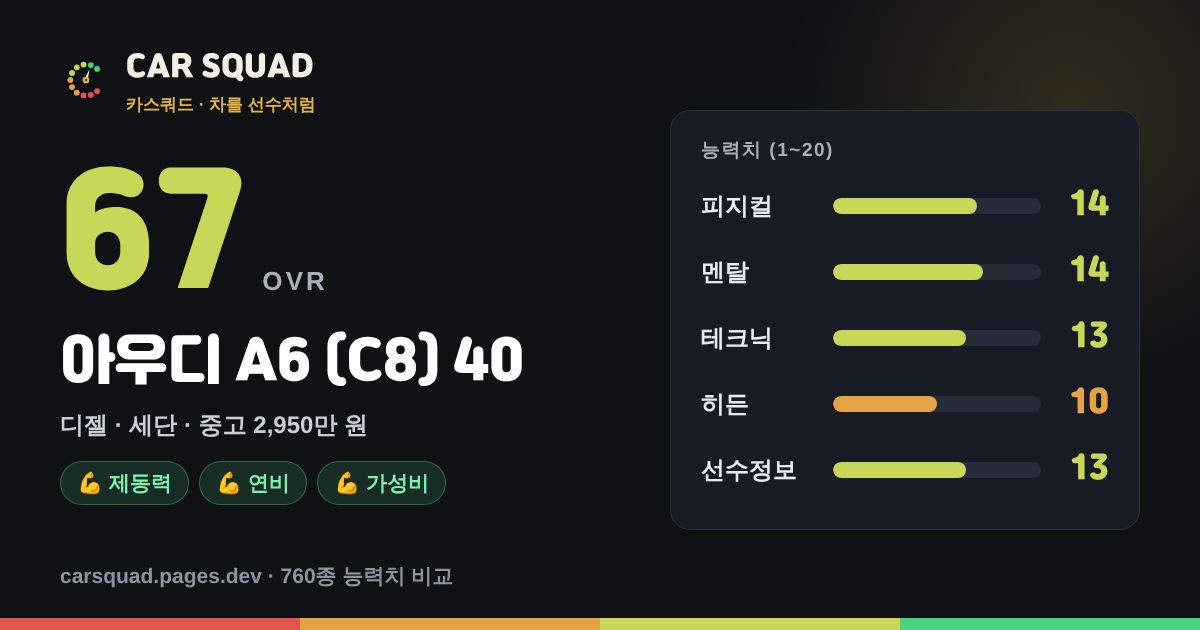 CAR SQUAD
카스쿼드 · 차를 선수처럼
67 OVR
아우디 A6 (C8) 40
디젤 · 세단 · 중고 2,950만 원
💪 제동력 💪 연비 💪 가성비
carsquad.pages.dev · 760종 능력치 비교
능력치 (1~20)
피지컬 14
멘탈 14
테크닉 13
히든 10
선수정보 13